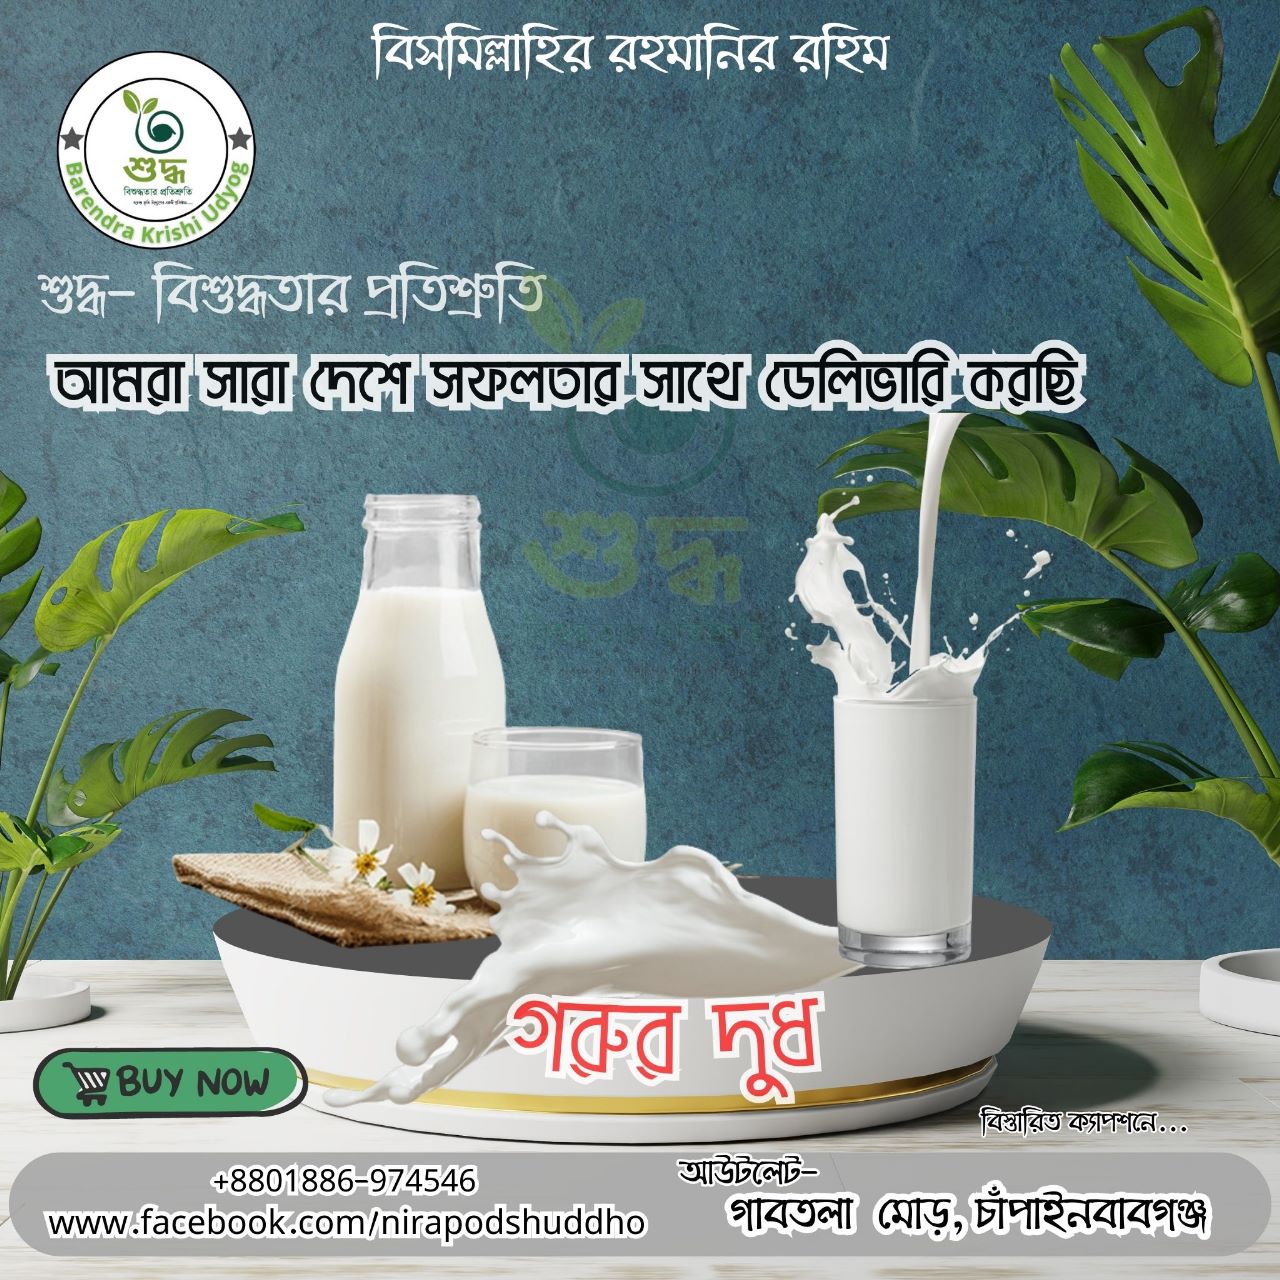 বিসমিল্লাহির রহমানির রহিম
শুদ্ধ
বিশুদ্ধতার প্রতিশ্রুতি
Barendra Krishi Udyog
শুদ্ধ- বিশুদ্ধতার প্রতিশ্রুতি
আমরা সারা দেশে সফলতার সাথে ডেলিভারি করছি
শুদ্ধ
গরুর দুধ
BUY NOW
বিস্তারিত ক্যাপশনে...
+8801886-974546
www.facebook.com/nirapodshuddho
আউটলেট-
গাবতলা মোড়, চাঁপাইনবাবগঞ্জ